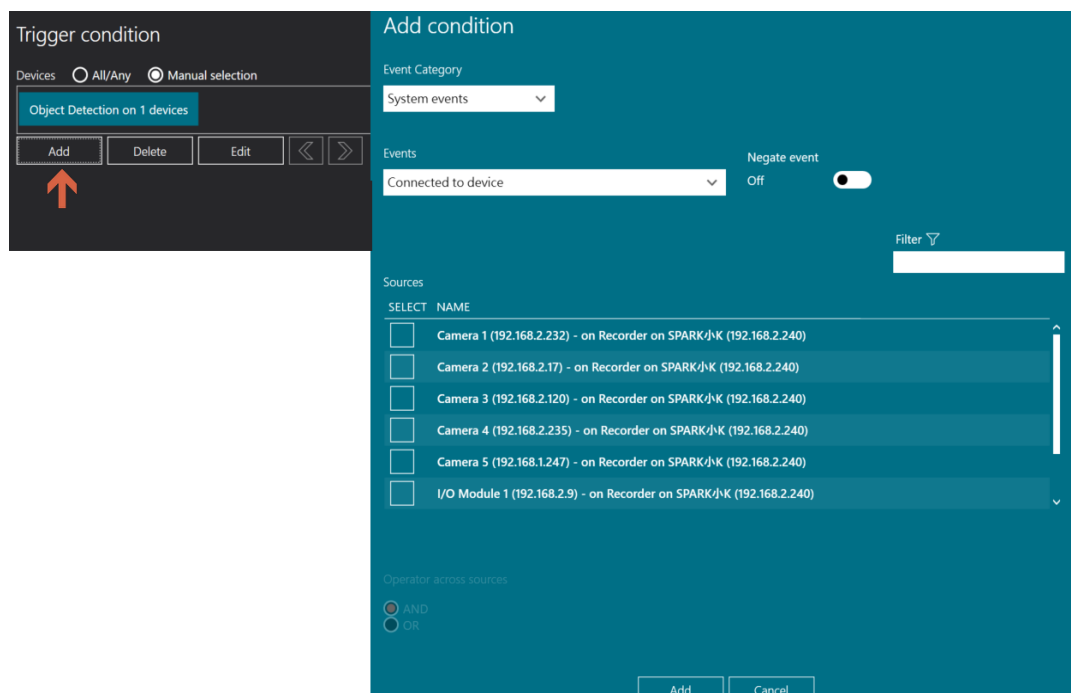 Trigger condition
Devices All/Any Manual selection
Object Detection on 1 devices
Add Delete Edit
Add condition
Event Category
System events
Events
Connected to device
Negate event
Off
Filter
Sources
SELECT NAME
Camera 1 (192.168.2.232) - on Recorder on SPARK小K (192.168.2.240)
Camera 2 (192.168.2.17) - on Recorder on SPARK小K (192.168.2.240)
Camera 3 (192.168.2.120) - on Recorder on SPARK小K (192.168.2.240)
Camera 4 (192.168.2.235) - on Recorder on SPARK小K (192.168.2.240)
Camera 5 (192.168.1.247) - on Recorder on SPARK小K (192.168.2.240)
I/O Module 1 (192.168.2.9) - on Recorder on SPARK小K (192.168.2.240)
Operator across sources
AND
OR
Add Cancel